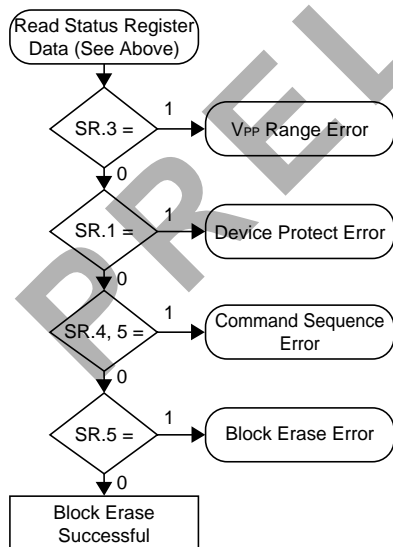 Read Status Register
Data (See Above)
SR.3 =
1
VPP Range Error
0
SR.1 =
1
Device Protect Error
0
SR.4, 5 =
1
Command Sequence
Error
0
SR.5 =
1
Block Erase Error
0
Block Erase
Successful
PREL